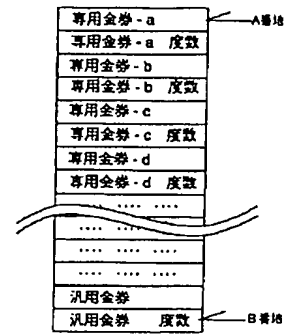 専用金券 - a
A番地
専用金券 - a 度数
専用金券 - b
専用金券 - b 度数
専用金券 - c
専用金券 - c 度数
専用金券 - d
専用金券 - d 度数
.... .... ....
.... .... ....
.... .... ....
.... .... ....
汎用金券
汎用金券 度数
B番地